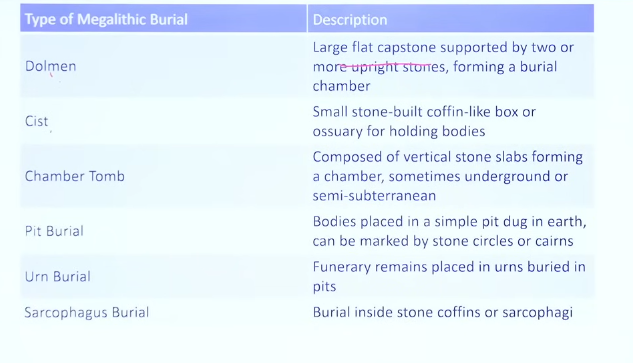 Type of Megalithic Burial Description
Dolmen Large flat capstone supported by two or
more upright stones, forming a burial
chamber
Cist Small stone-built coffin-like box or
ossuary for holding bodies
Chamber Tomb Composed of vertical stone slabs forming
a chamber, sometimes underground or
semi-subterranean
Pit Burial Bodies placed in a simple pit dug in earth,
can be marked by stone circles or cairns
Urn Burial Funerary remains placed in urns buried in
pits
Sarcophagus Burial Burial inside stone coffins or sarcophagi